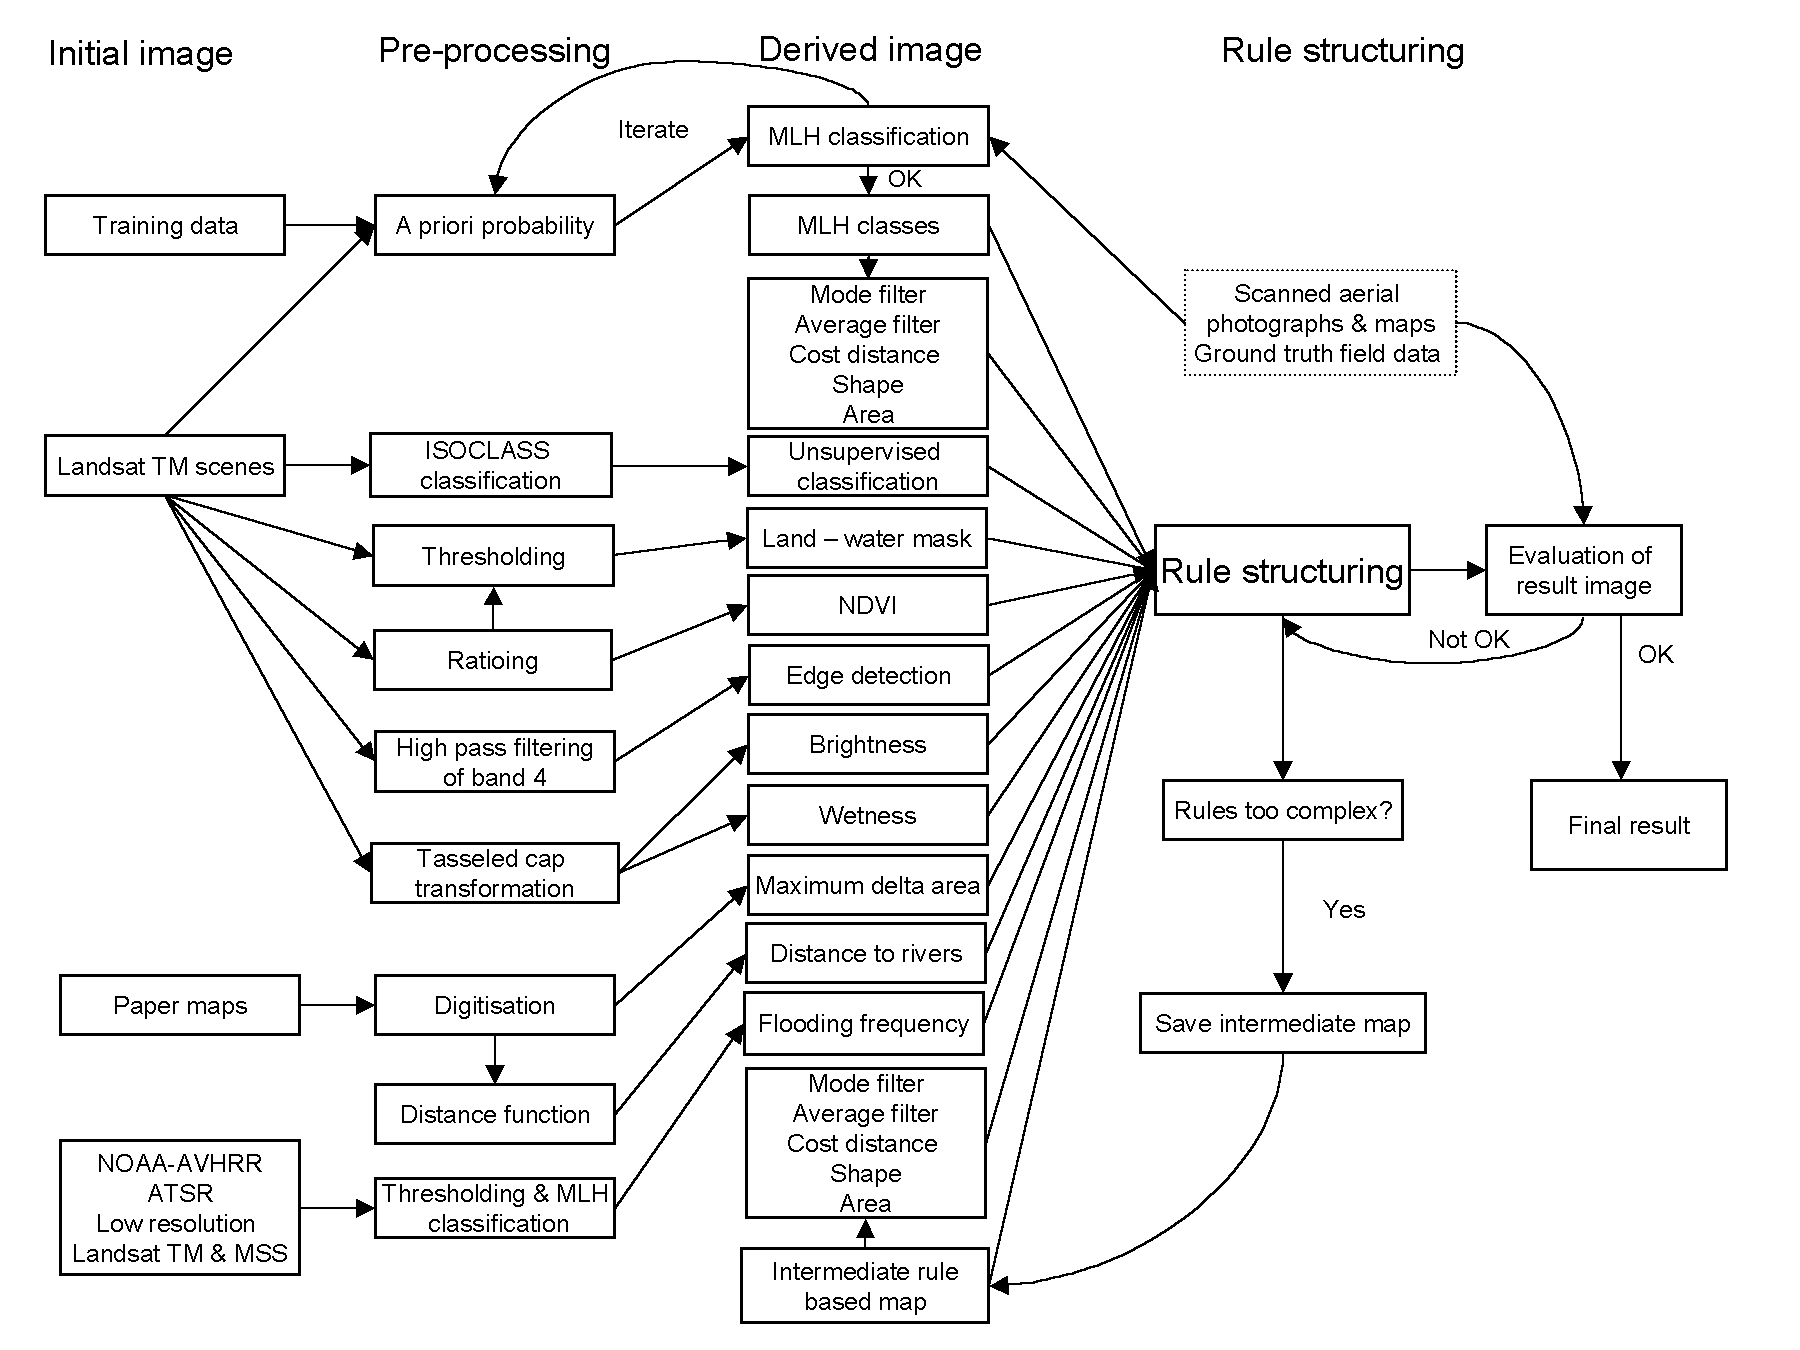 Initial image
Pre-processing
Derived image
Rule structuring
Iterate
MLH classification
OK
Training data
A priori probability
MLH classes
Mode filter
Average filter
Cost distance
Shape
Area
Scanned aerial
photographs & maps
Ground truth field data
Landsat TM scenes
ISOCLASS
classification
Unsupervised
classification
Thresholding
Land – water mask
Ratioing
NDVI
High pass filtering
of band 4
Edge detection
Brightness
Tasseled cap
transformation
Wetness
Maximum delta area
Rule structuring
Evaluation of
result image
Not OK
OK
Rules too complex?
Final result
Yes
Save intermediate map
Paper maps
Digitisation
Distance to rivers
Distance function
Flooding frequency
NOAA-AVHRR
ATSR
Low resolution
Landsat TM & MSS
Thresholding & MLH
classification
Mode filter
Average filter
Cost distance
Shape
Area
Intermediate rule
based map